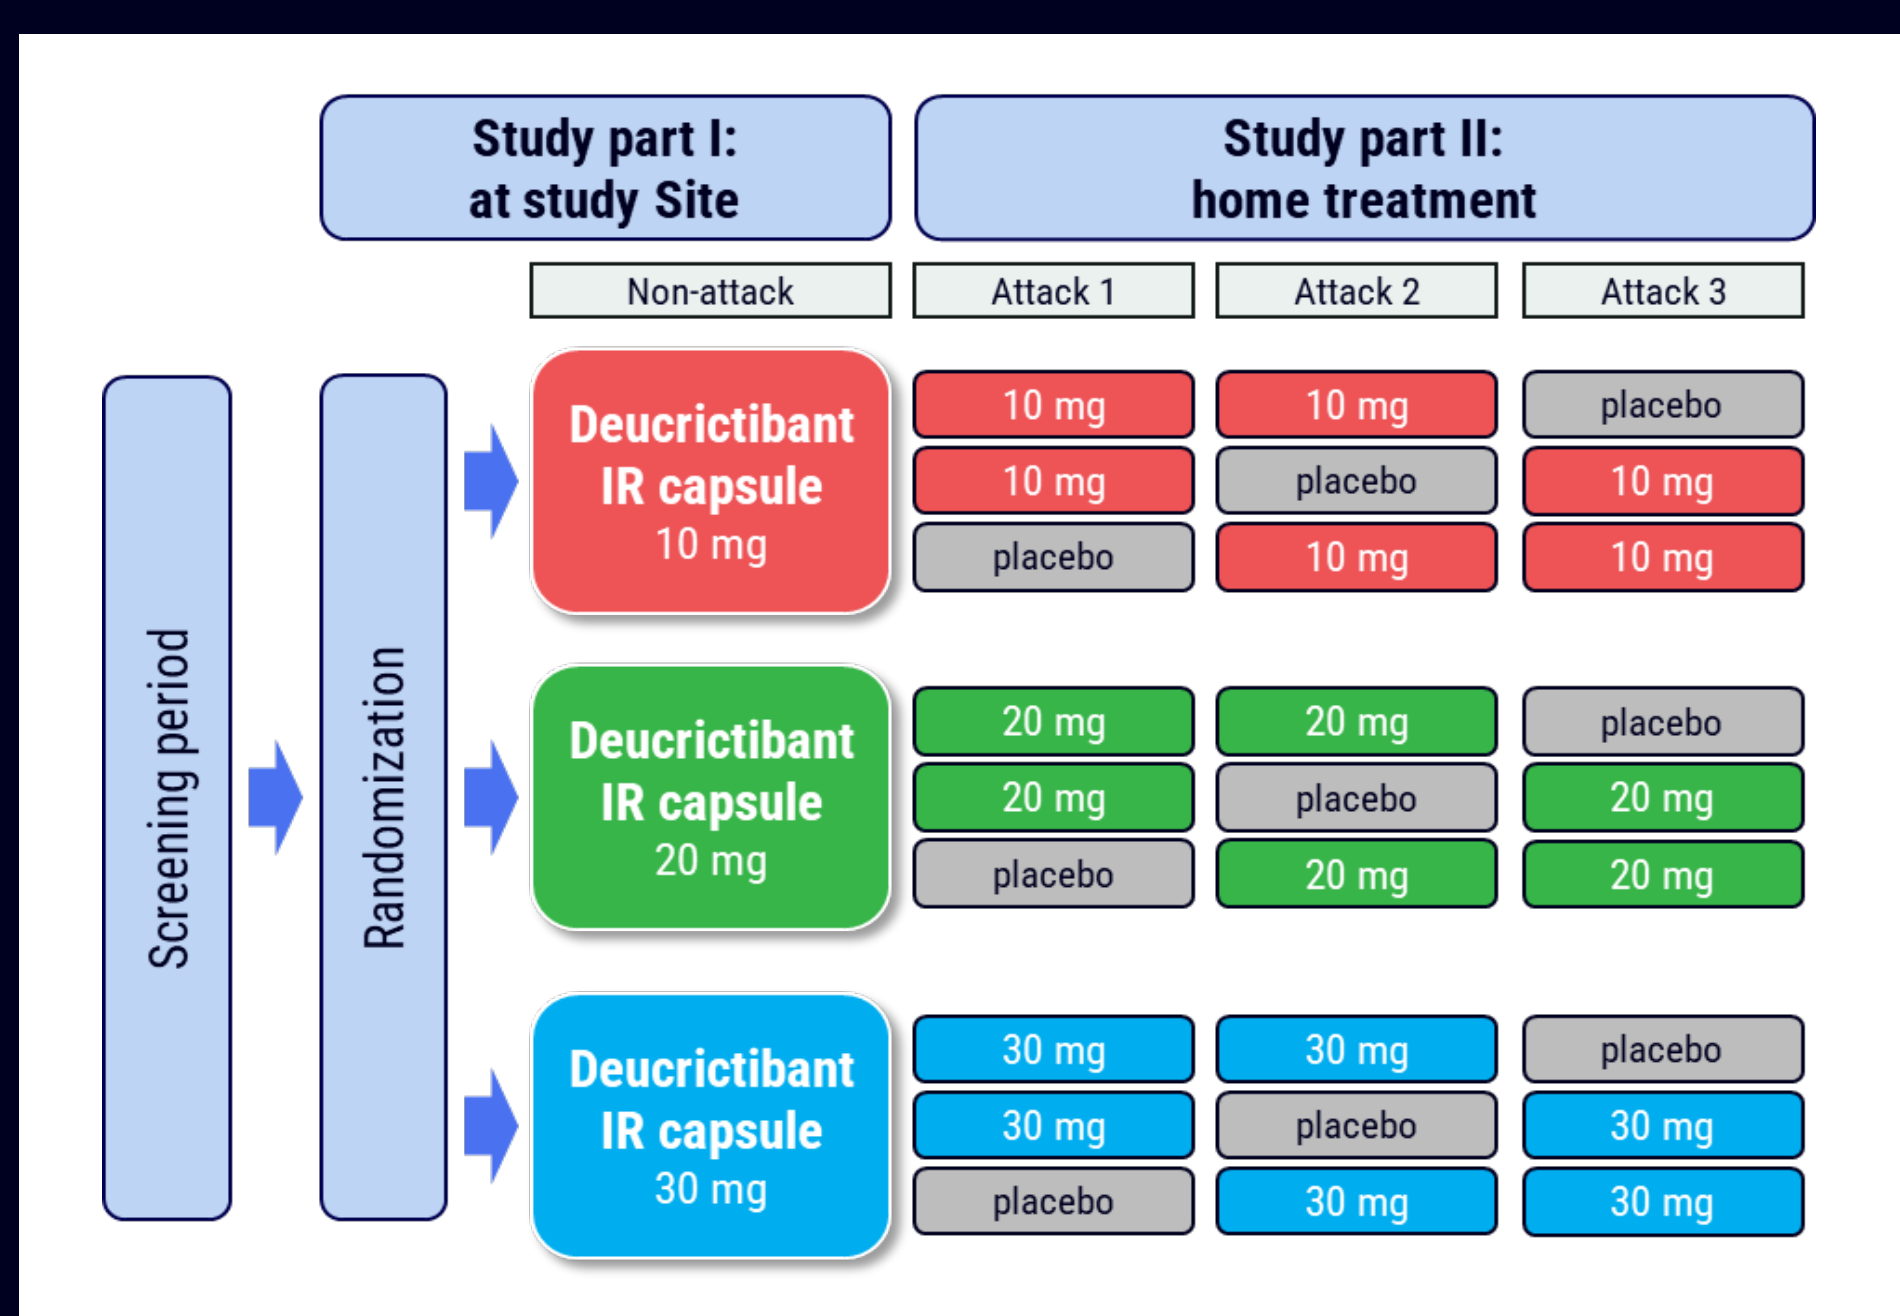 Study part I:
at study Site
Study part II:
home treatment
Non-attack
Attack 1
Attack 2
Attack 3
Screening period
Randomization
Deucrictibant
IR capsule
10 mg
10 mg
10 mg
placebo
10 mg
placebo
10 mg
placebo
10 mg
10 mg
Deucrictibant
IR capsule
20 mg
20 mg
20 mg
placebo
20 mg
placebo
20 mg
placebo
20 mg
20 mg
Deucrictibant
IR capsule
30 mg
30 mg
30 mg
placebo
30 mg
placebo
30 mg
placebo
30 mg
30 mg